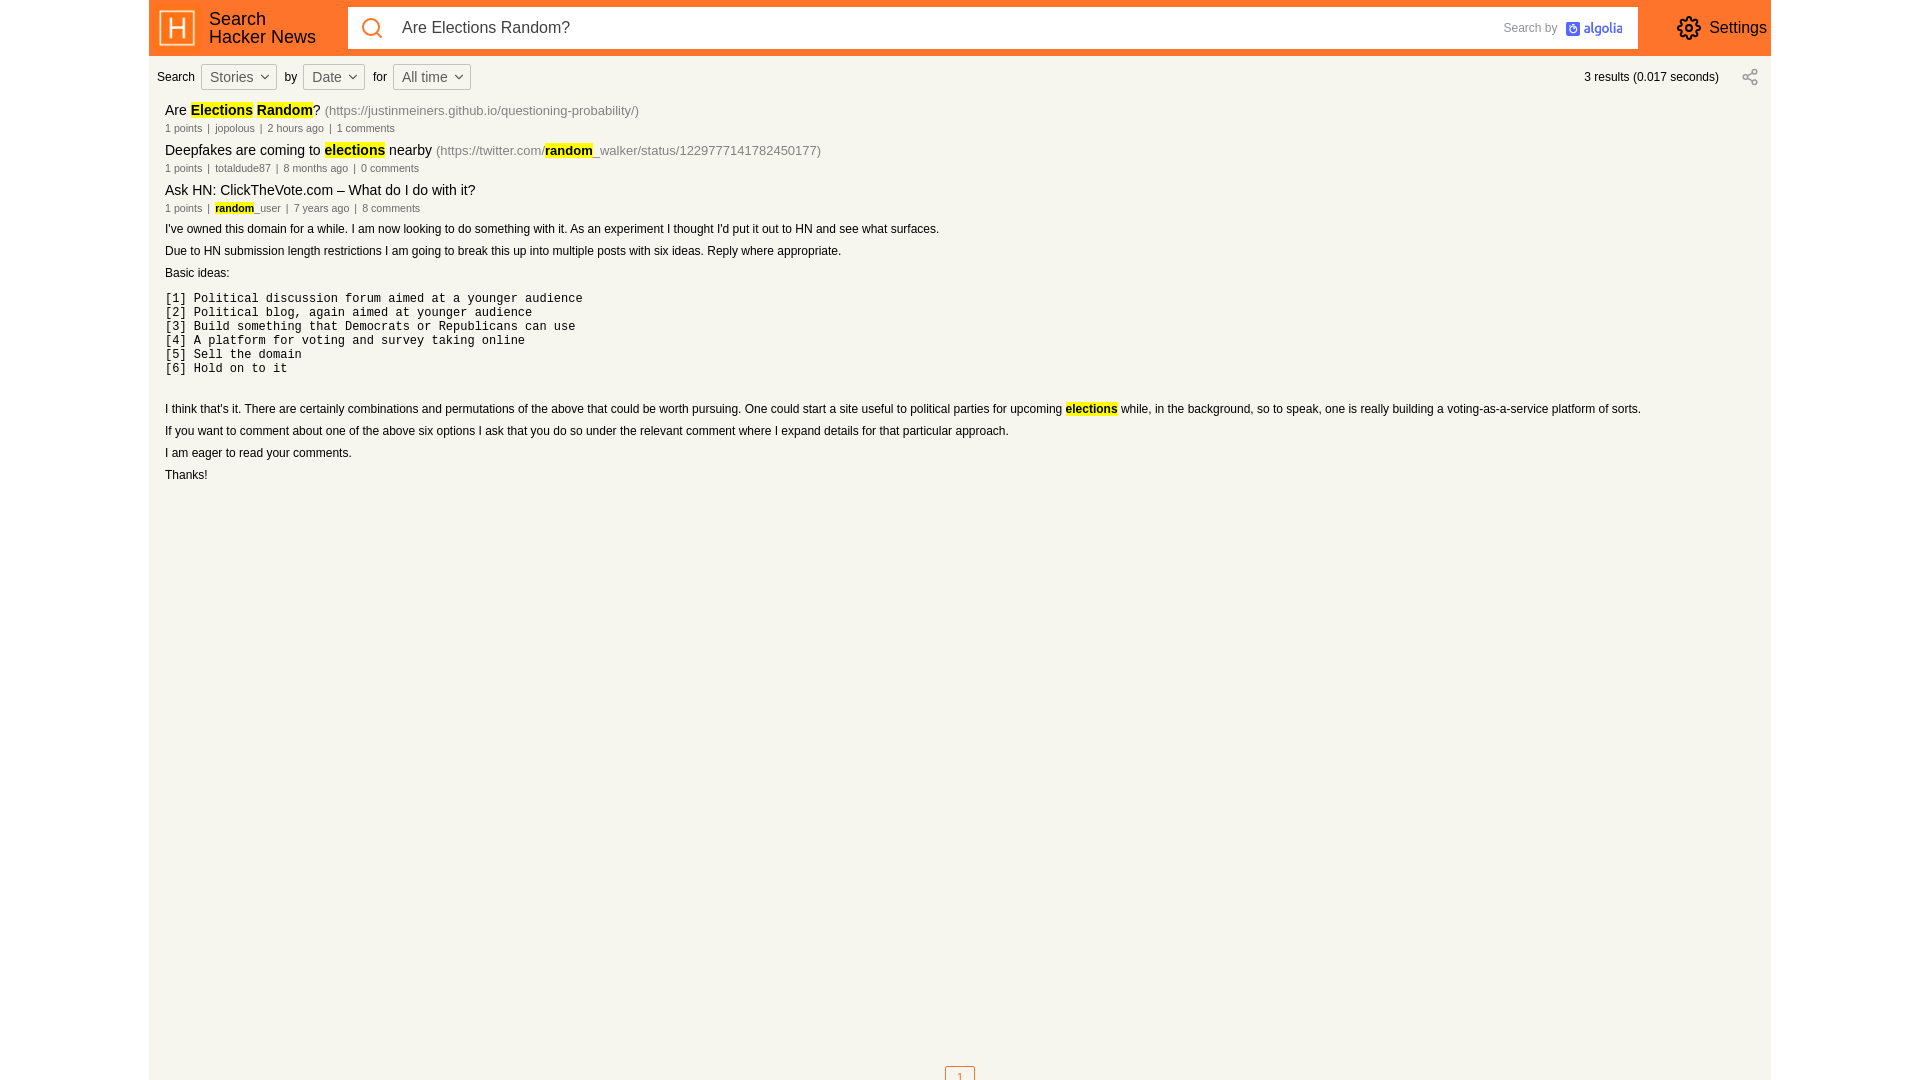 H
Search
Hacker News
Are Elections Random?
Search by algolia
Settings
Search Stories by Date for All time
3 results (0.017 seconds)
Are Elections Random? (https://justinmeiners.github.io/questioning-probability/)
1 points | jopolous | 2 hours ago | 1 comments
Deepfakes are coming to elections nearby (https://twitter.com/random_walker/status/1229777141782450177)
1 points | totaldude87 | 8 months ago | 0 comments
Ask HN: ClickTheVote.com – What do I do with it?
1 points | random_user | 7 years ago | 8 comments
I've owned this domain for a while. I am now looking to do something with it. As an experiment I thought I'd put it out to HN and see what surfaces.
Due to HN submission length restrictions I am going to break this up into multiple posts with six ideas. Reply where appropriate.
Basic ideas:
[1] Political discussion forum aimed at a younger audience
[2] Political blog, again aimed at younger audience
[3] Build something that Democrats or Republicans can use
[4] A platform for voting and survey taking online
[5] Sell the domain
[6] Hold on to it
I think that's it. There are certainly combinations and permutations of the above that could be worth pursuing. One could start a site useful to political parties for upcoming elections while, in the background, so to speak, one is really building a voting-as-a-service platform of sorts.
If you want to comment about one of the above six options I ask that you do so under the relevant comment where I expand details for that particular approach.
I am eager to read your comments.
Thanks!
1